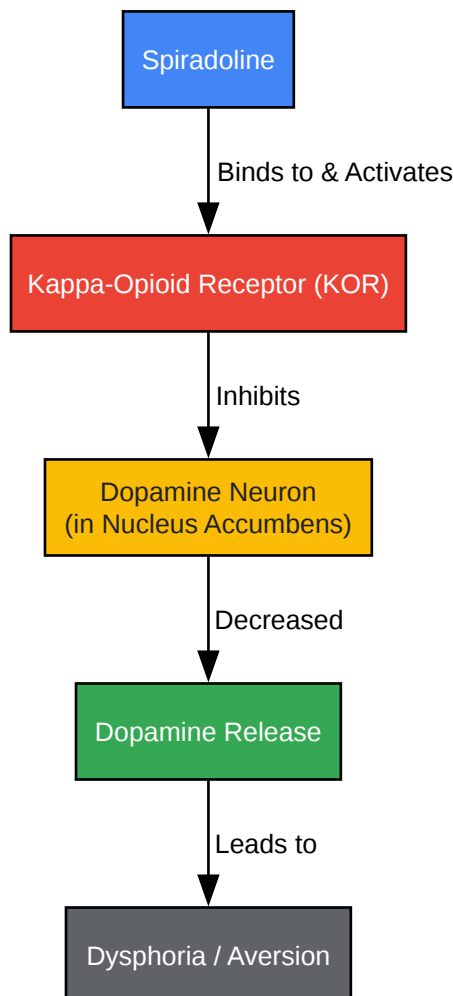 Spiradoline
Binds to & Activates
Kappa-Opioid Receptor (KOR)
Inhibits
Dopamine Neuron
(in Nucleus Accumbens)
Decreased
Dopamine Release
Leads to
Dysphoria / Aversion